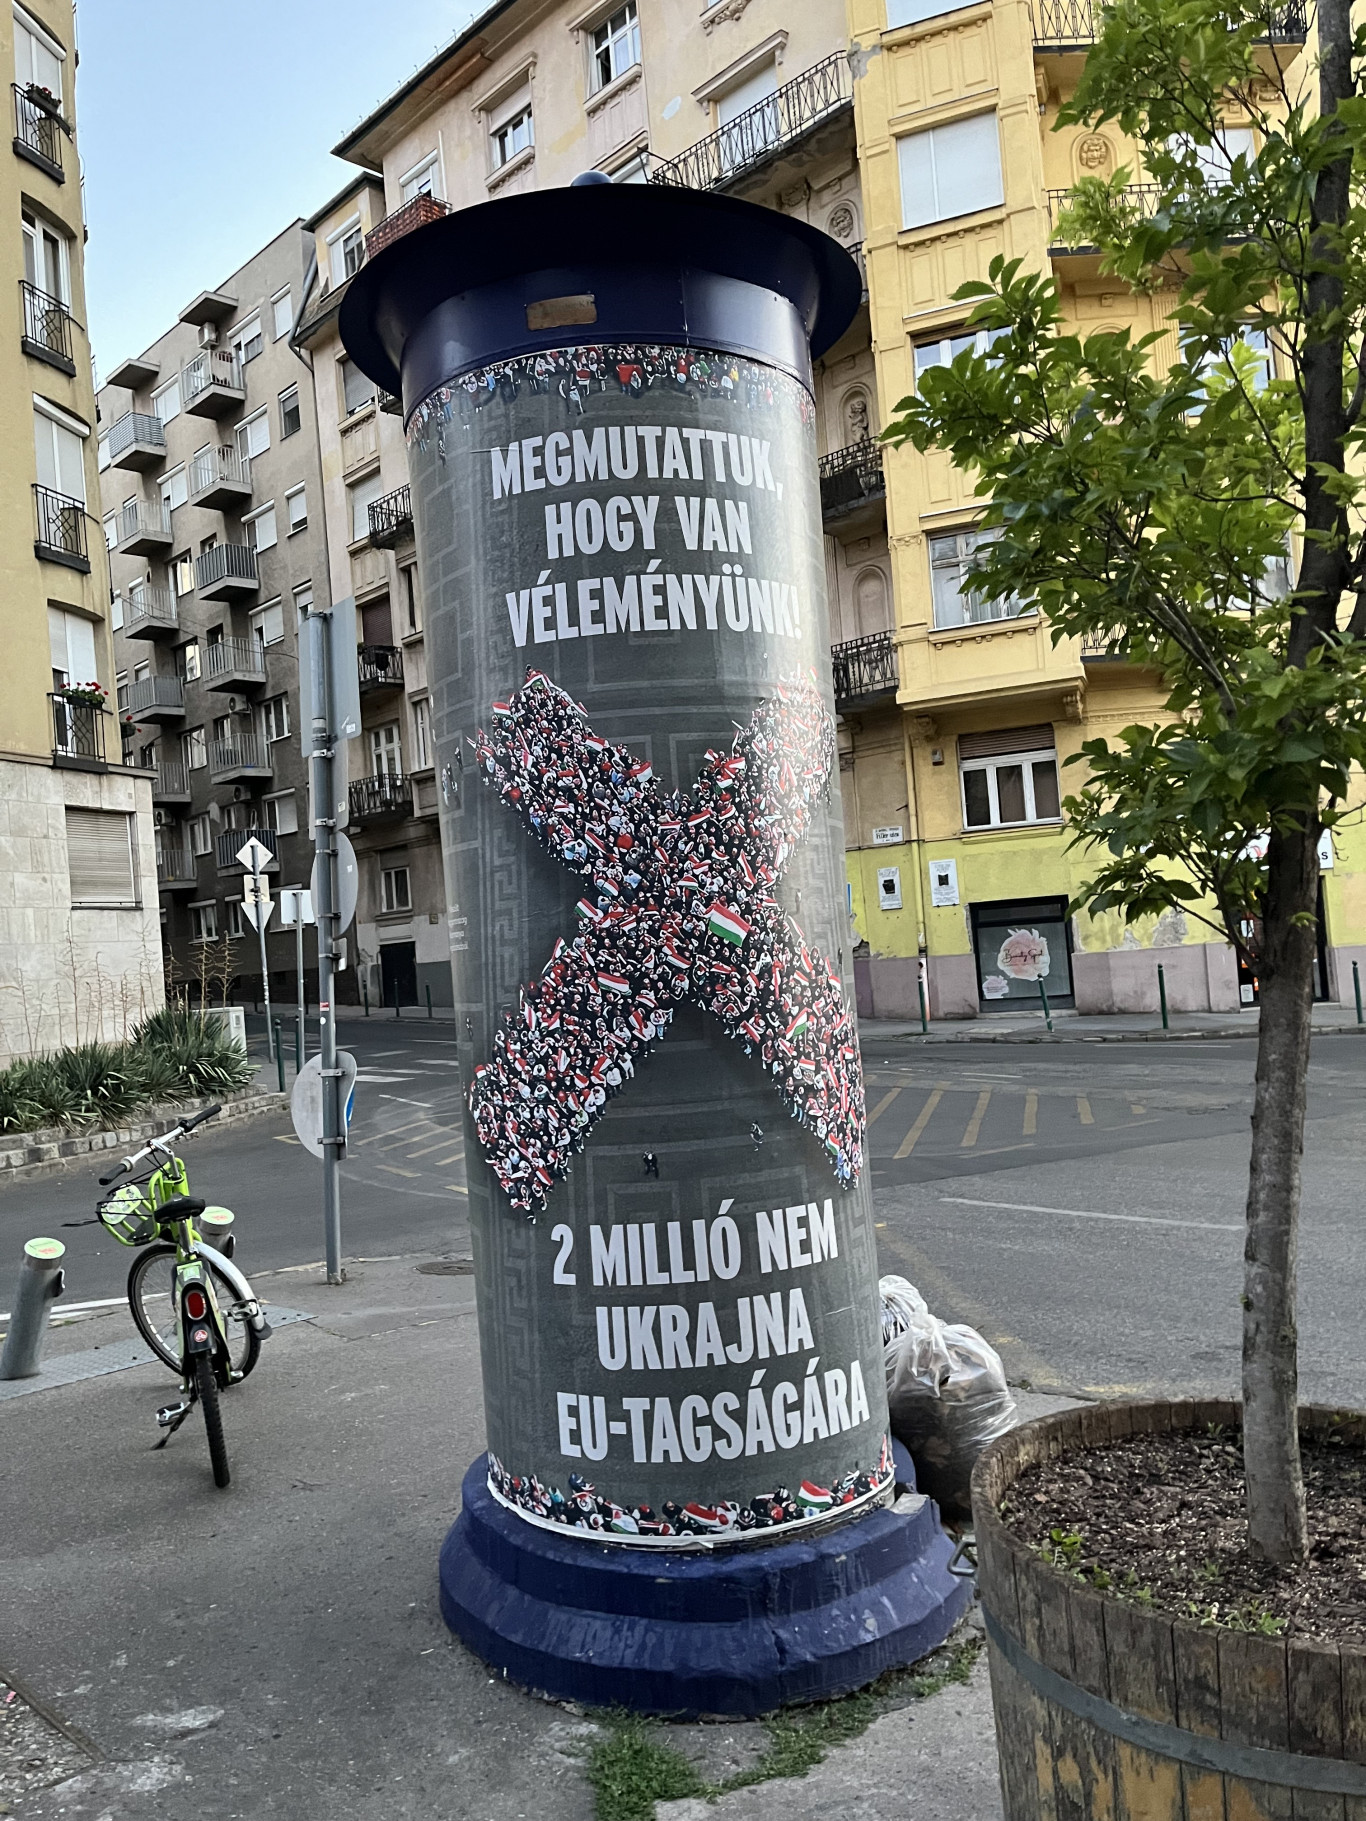 MEGMUTATTUK,
HOGY VAN
VÉLEMÉNYÜNK!
2 MILLIÓ NEM
UKRAJNA
EU-TAGSÁGÁRA